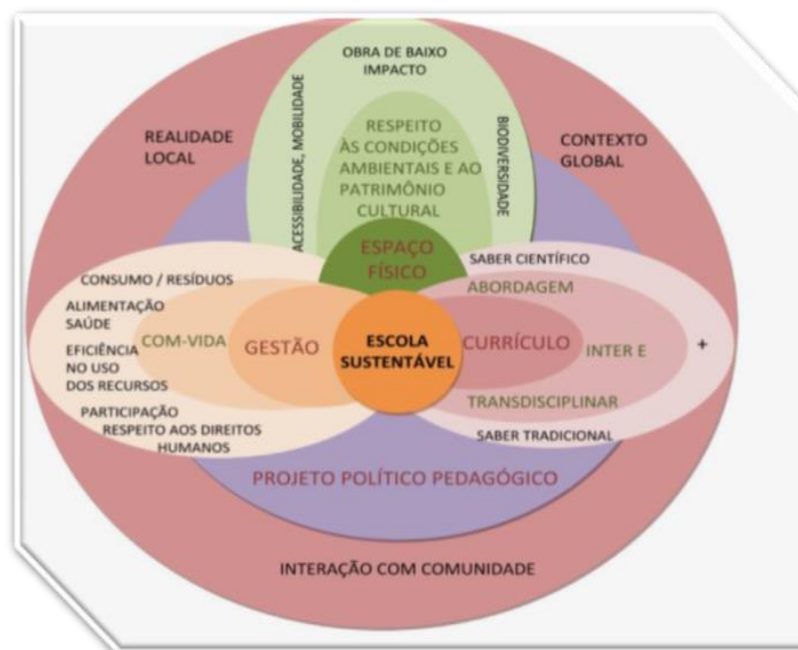 OBRA DE BAIXO
IMPACTO
ACESSIBILIDADE, MOBILIDADE
BIODIVERSIDADE
REALIDADE
LOCAL
CONTEXTO
GLOBAL
RESPEITO
ÀS CONDIÇÕES
AMBIENTAIS E AO
PATRIMÔNIO
CULTURAL
ESPAÇO
FÍSICO
CONSUMO / RESÍDUOS
ALIMENTAÇÃO
SAÚDE
EFICIÊNCIA
NO USO
DOS RECURSOS
PARTICIPAÇÃO
RESPEITO AOS DIREITOS
HUMANOS
COM-VIDA
GESTÃO
ESCOLA
SUSTENTÁVEL
CURRÍCULO
SABER CIENTÍFICO
ABORDAGEM
INTER E
+
TRANSDISCIPLINAR
SABER TRADICIONAL
PROJETO POLÍTICO PEDAGÓGICO
INTERAÇÃO COM COMUNIDADE